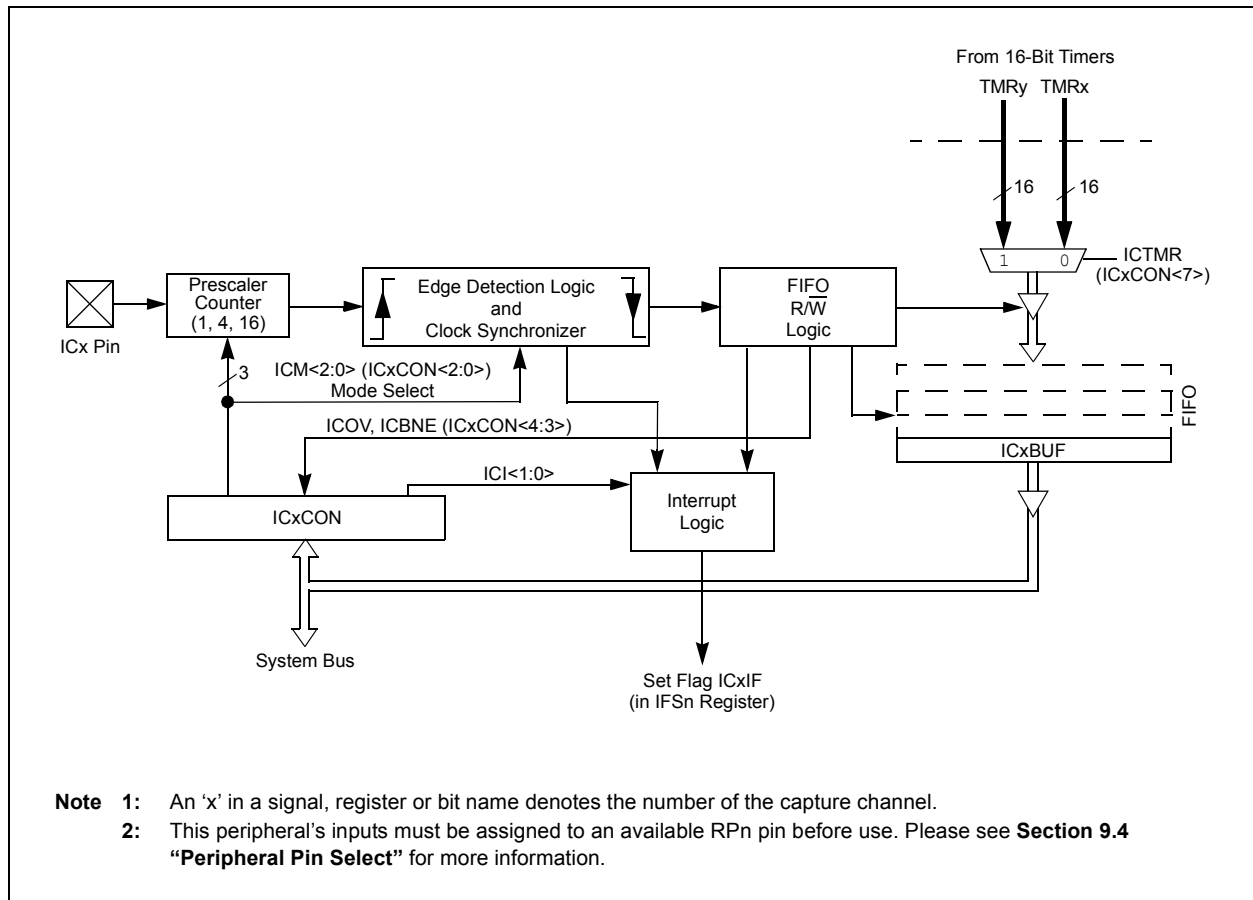 From 16-Bit Timers
TMRy TMRx
16 16
1 0
ICTMR
(ICxCON<7>)
Prescaler
Counter
(1, 4, 16)
Edge Detection Logic
and
Clock Synchronizer
FIFO
R/W̅
Logic
ICx Pin
3
ICM<2:0> (ICxCON<2:0>)
Mode Select
FIFO
ICOV, ICBNE (ICxCON<4:3>)
ICxBUF
ICI<1:0>
ICxCON
Interrupt
Logic
System Bus
Set Flag ICxIF
(in IFSn Register)
Note 1: An ‘x’ in a signal, register or bit name denotes the number of the capture channel.
2: This peripheral’s inputs must be assigned to an available RPn pin before use. Please see Section 9.4
“Peripheral Pin Select” for more information.